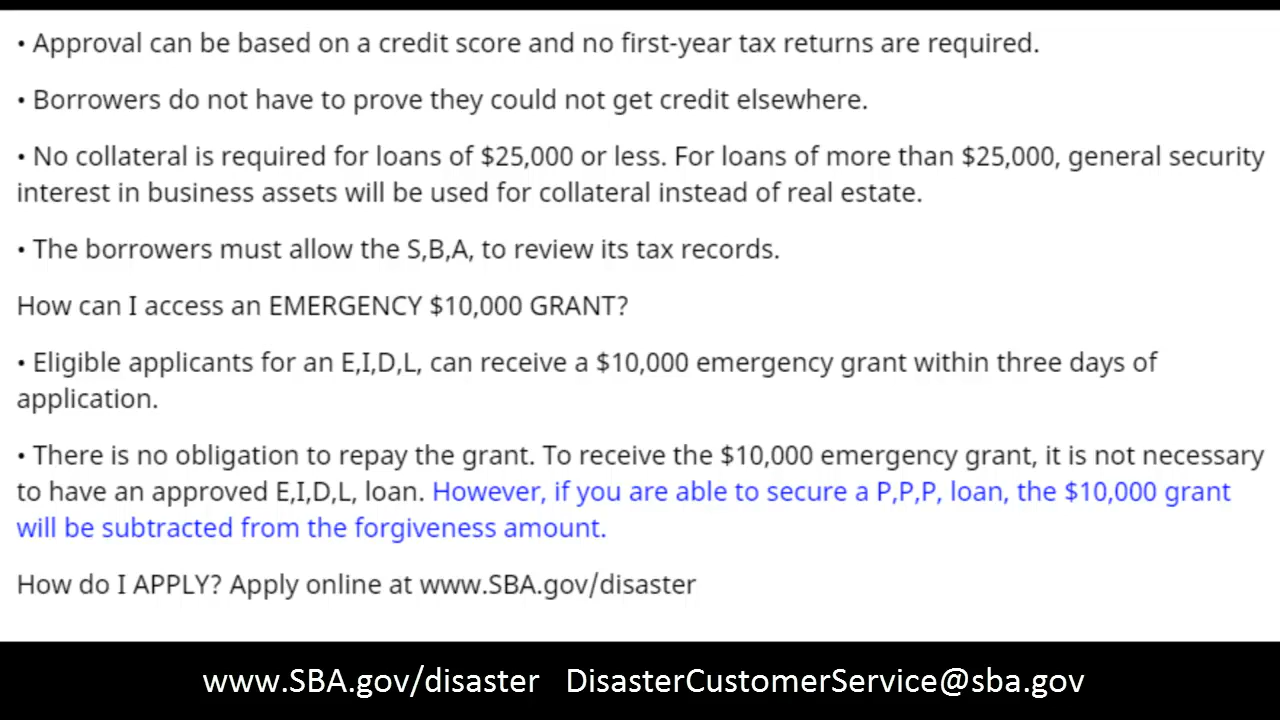 • Approval can be based on a credit score and no first-year tax returns are required.
• Borrowers do not have to prove they could not get credit elsewhere.
• No collateral is required for loans of $25,000 or less. For loans of more than $25,000, general security
interest in business assets will be used for collateral instead of real estate.
• The borrowers must allow the S,B,A, to review its tax records.
How can I access an EMERGENCY $10,000 GRANT?
• Eligible applicants for an E,I,D,L, can receive a $10,000 emergency grant within three days of
application.
• There is no obligation to repay the grant. To receive the $10,000 emergency grant, it is not necessary
to have an approved E,I,D,L, loan. However, if you are able to secure a P,P,P, loan, the $10,000 grant
will be subtracted from the forgiveness amount.
How do I APPLY? Apply online at www.SBA.gov/disaster
www.SBA.gov/disaster DisasterCustomerService@sba.gov